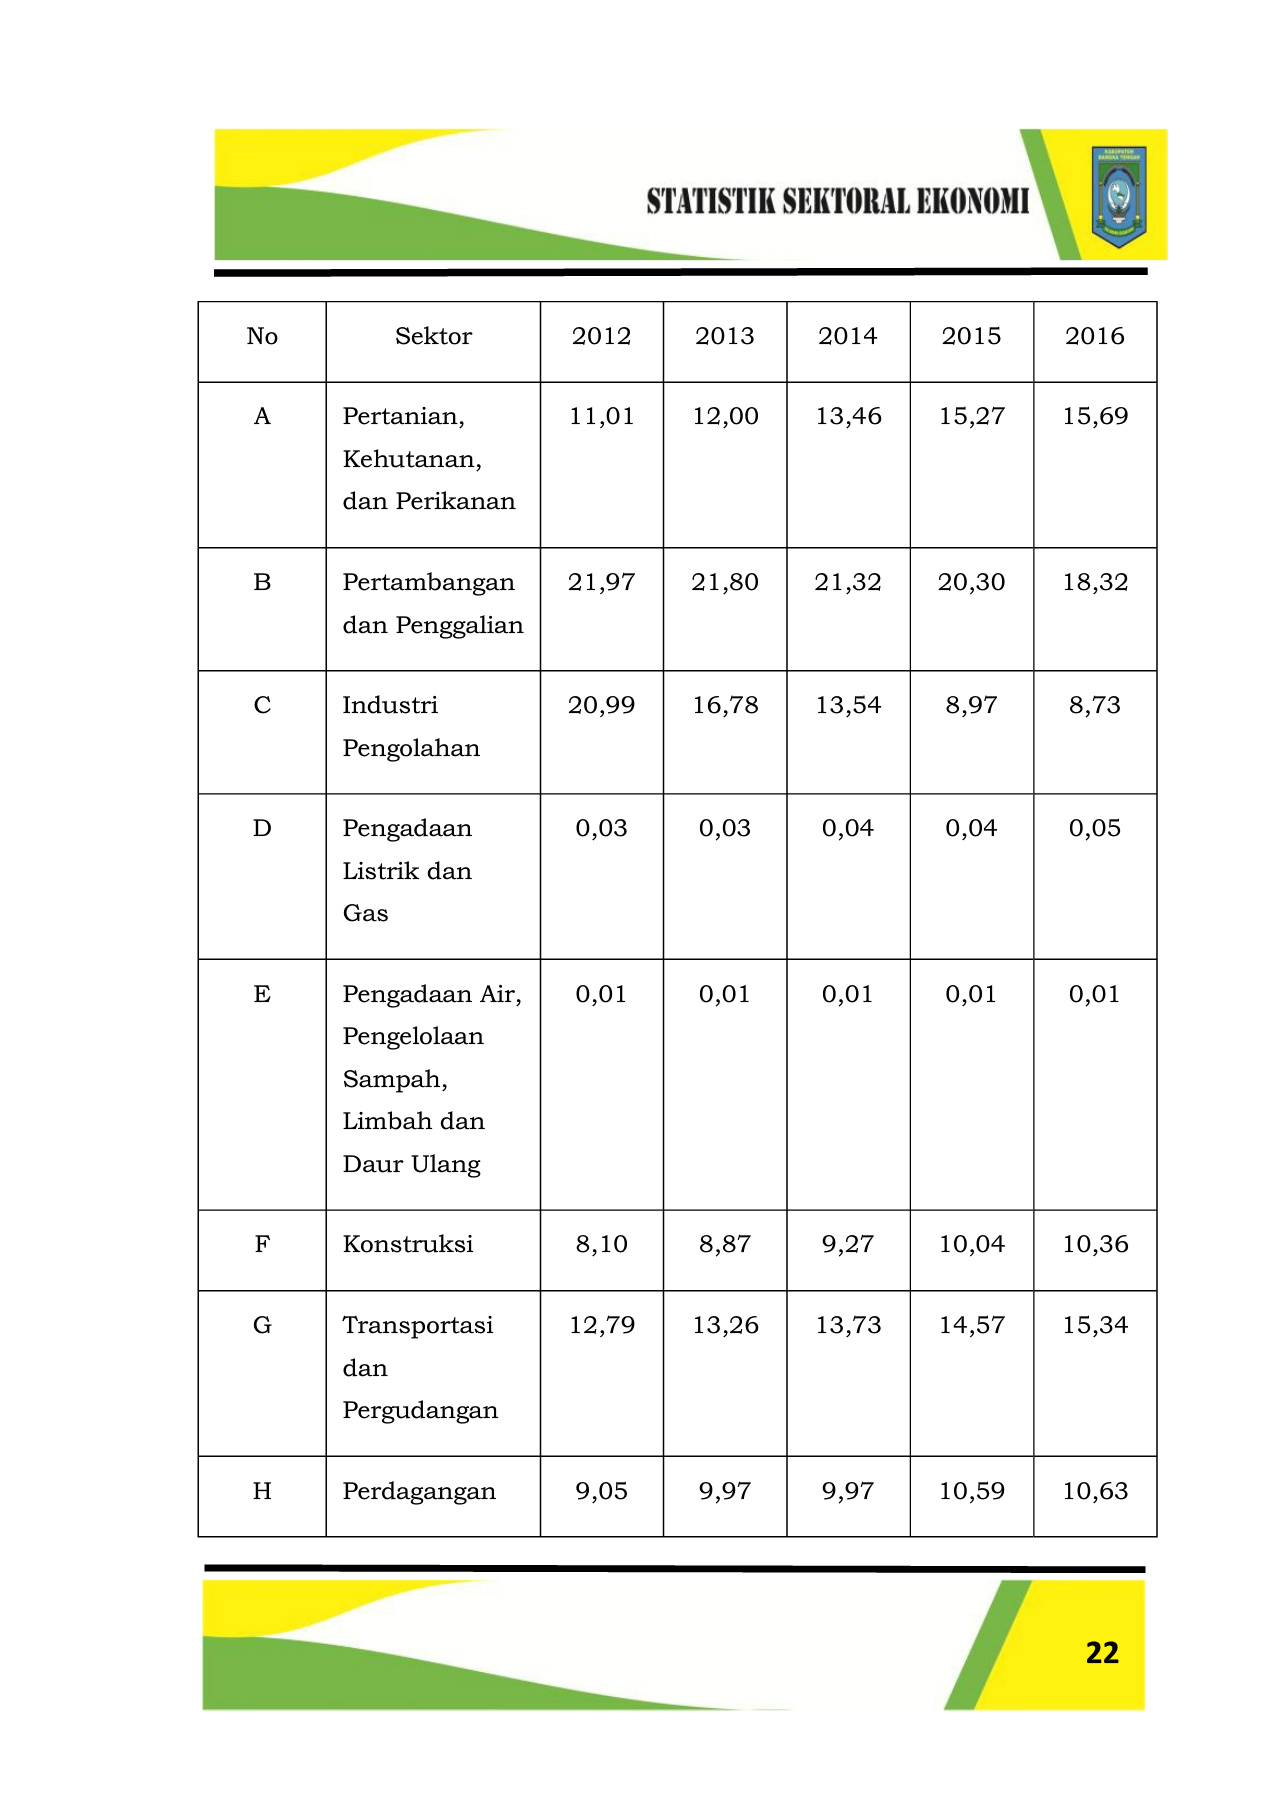 KABUPATEN
BANGKA TENGAH
STATISTIK SEKTORAL EKONOMI
No Sektor 2012 2013 2014 2015 2016
A Pertanian, 11,01 12,00 13,46 15,27 15,69
Kehutanan,
dan Perikanan
B Pertambangan 21,97 21,80 21,32 20,30 18,32
dan Penggalian
C Industri 20,99 16,78 13,54 8,97 8,73
Pengolahan
D Pengadaan 0,03 0,03 0,04 0,04 0,05
Listrik dan
Gas
E Pengadaan Air, 0,01 0,01 0,01 0,01 0,01
Pengelolaan
Sampah,
Limbah dan
Daur Ulang
F Konstruksi 8,10 8,87 9,27 10,04 10,36
G Transportasi 12,79 13,26 13,73 14,57 15,34
dan
Pergudangan
H Perdagangan 9,05 9,97 9,97 10,59 10,63
22